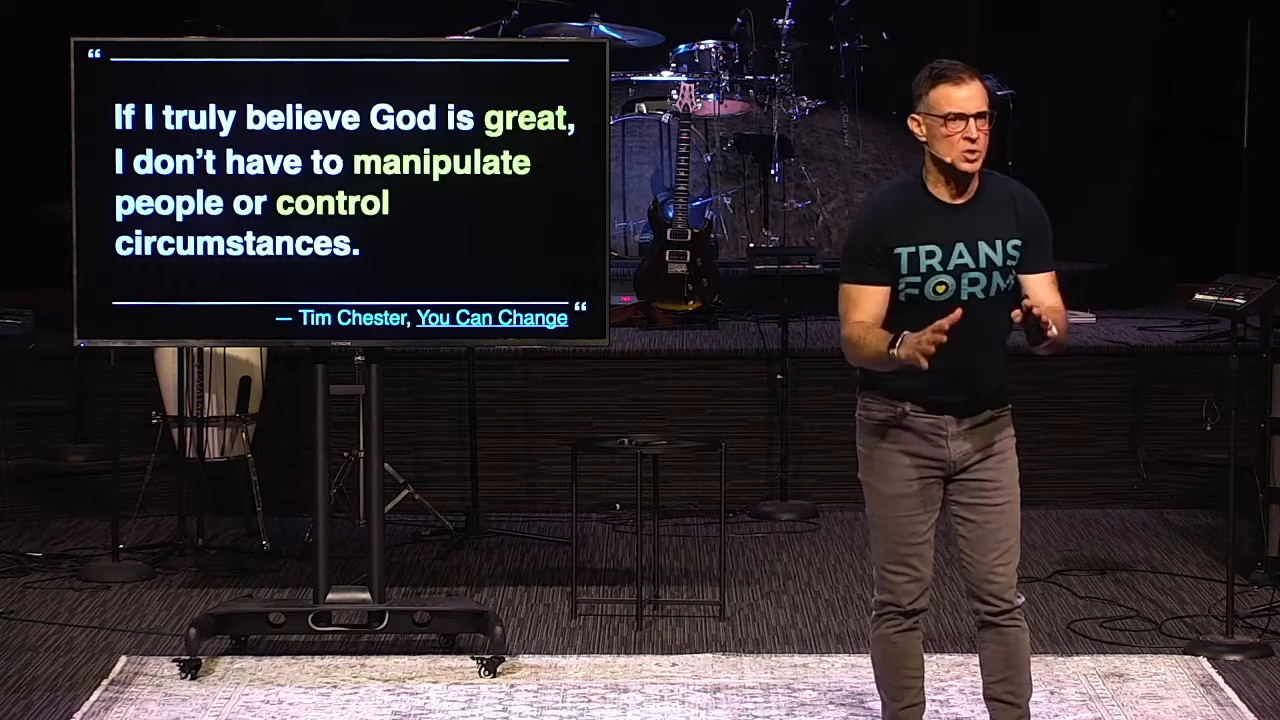 “
If I truly believe God is great,
I don’t have to manipulate
people or control
circumstances.
“
— Tim Chester, You Can Change
TRANS
FORM
HITACHI